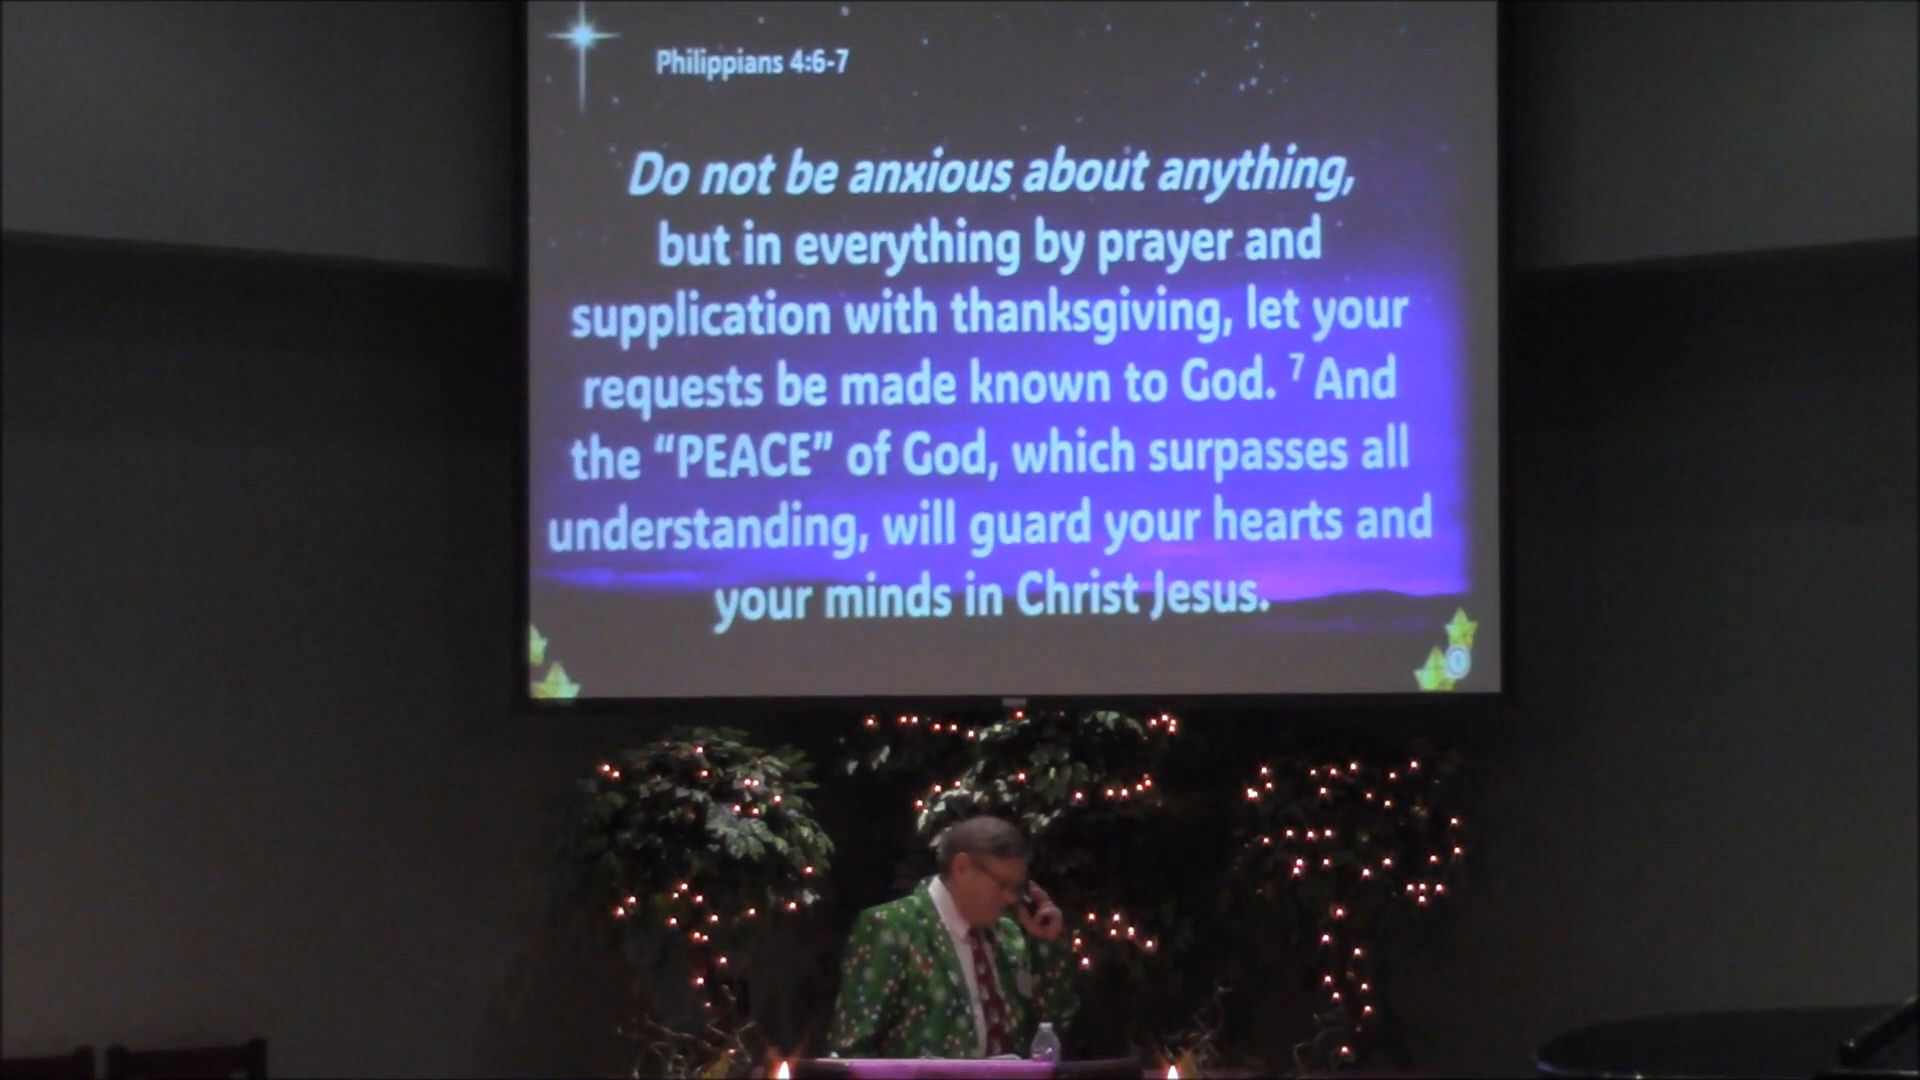 Philippians 4:6-7
Do not be anxious about anything,
but in everything by prayer and
supplication with thanksgiving, let your
requests be made known to God. ⁷ And
the “PEACE” of God, which surpasses all
understanding, will guard your hearts and
your minds in Christ Jesus.